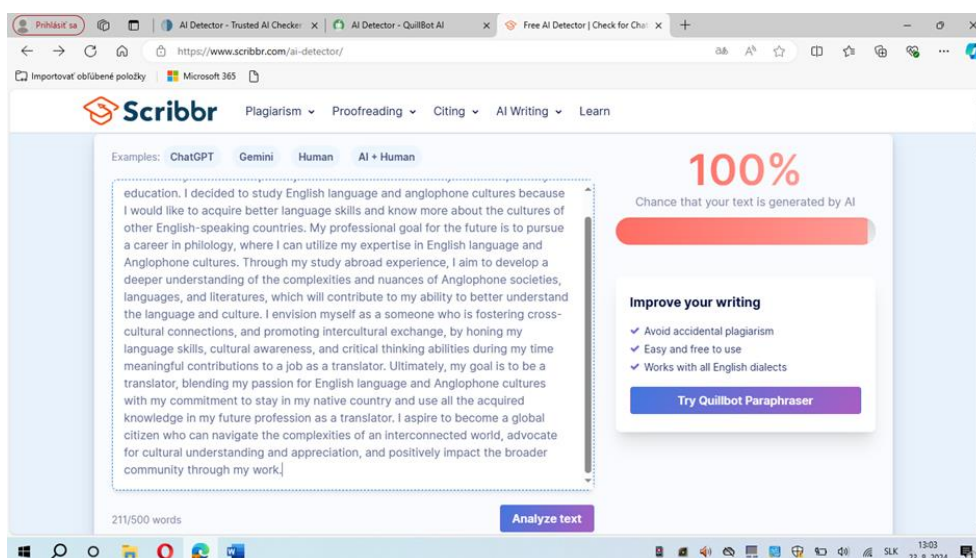 Prihlásiť sa
AI Detector - Trusted AI Checker
AI Detector - QuillBot AI
Free AI Detector | Check for Chat
https://www.scribbr.com/ai-detector/
Importovať obľúbené položky
Microsoft 365
Scribbr
Plagiarism Proofreading Citing AI Writing Learn
Examples: ChatGPT Gemini Human AI + Human
education. I decided to study English language and anglophone cultures because
I would like to acquire better language skills and know more about the cultures of
other English-speaking countries. My professional goal for the future is to pursue
a career in philology, where I can utilize my expertise in English language and
Anglophone cultures. Through my study abroad experience, I aim to develop a
deeper understanding of the complexities and nuances of Anglophone societies,
languages, and literatures, which will contribute to my ability to better understand
the language and culture. I envision myself as a someone who is fostering cross-
cultural connections, and promoting intercultural exchange, by honing my
language skills, cultural awareness, and critical thinking abilities during my time
meaningful contributions to a job as a translator. Ultimately, my goal is to be a
translator, blending my passion for English language and Anglophone cultures
with my commitment to stay in my native country and use all the acquired
knowledge in my future profession as a translator. I aspire to become a global
citizen who can navigate the complexities of an interconnected world, advocate
for cultural understanding and appreciation, and positively impact the broader
community through my work.
211/500 words
Analyze text
100%
Chance that your text is generated by AI
Improve your writing
Avoid accidental plagiarism
Easy and free to use
Works with all English dialects
Try Quillbot Paraphraser
SLK
13:03